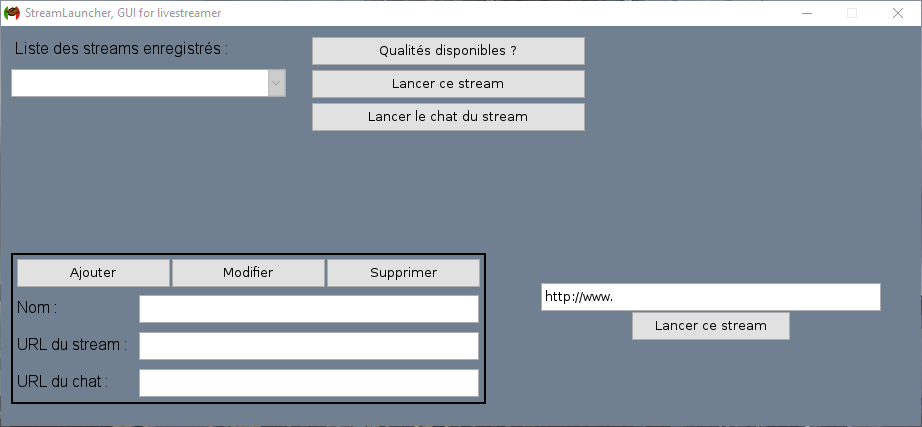 StreamLauncher, GUI for livestreamer
Liste des streams enregistrés :
Qualités disponibles ?
Lancer ce stream
Lancer le chat du stream
Ajouter Modifier Supprimer
Nom :
URL du stream :
URL du chat :
http://www.
Lancer ce stream